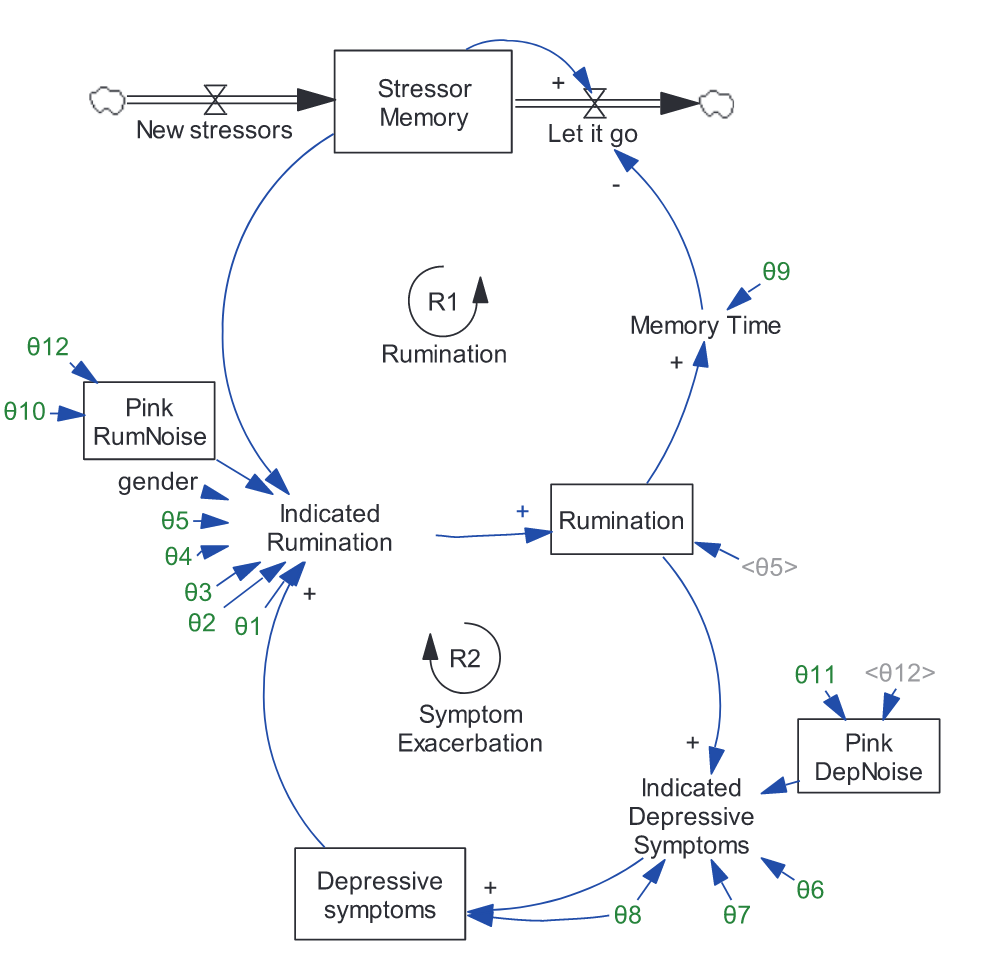 Stressor
Memory
+
New stressors
Let it go
-
θ9
R1
Memory Time
Rumination
+
θ12
θ10
Pink
RumNoise
gender
θ5
θ4
θ3
θ2
θ1
Indicated
Rumination
+
+
Rumination
<θ5>
R2
Symptom
Exacerbation
θ11
<θ12>
+
Pink
DepNoise
Indicated
Depressive
Symptoms
Depressive
symptoms
+
θ8
θ7
θ6